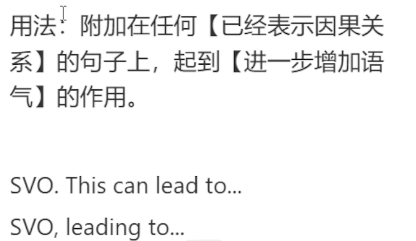 用法：附加在任何【已经表示因果关
系】的句子上，起到【进一步增加语
气】的作用。
SVO. This can lead to...
SVO, leading to...